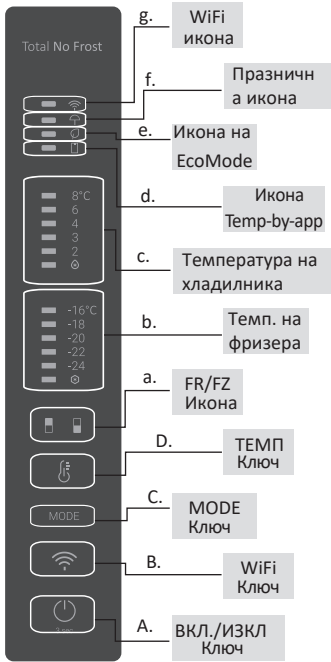 g. WiFi
икона
Total No Frost
f. Празничн
а икона
e. Икона на
EcoMode
d. Икона
Temp-by-app
8°C
6
4
3
2
c. Температура на
хладилника
-16°C
-18
-20
-22
-24
b. Темп. на
фризера
a. FR/FZ
Икона
D. ТЕМП
Ключ
C. MODE
Ключ
MODE
B. WiFi
Ключ
A. ВКЛ./ИЗКЛ
Ключ
3 sec